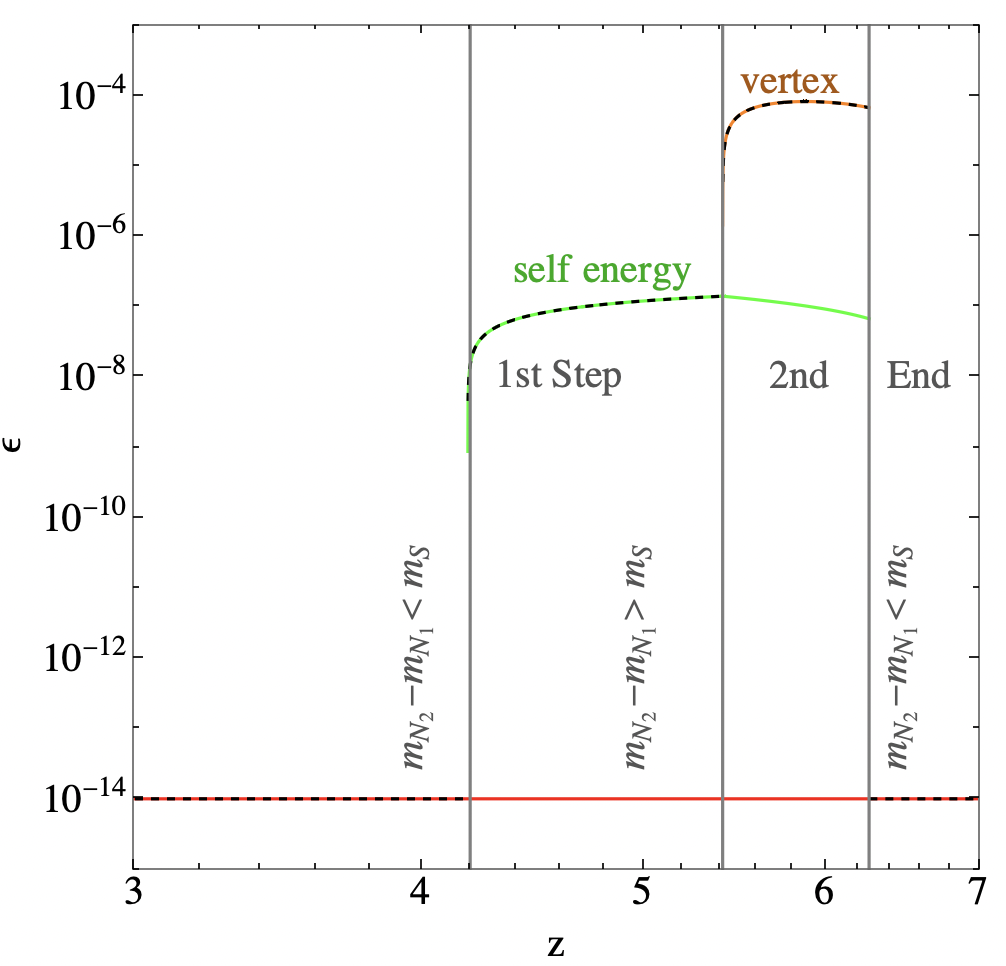 10⁻⁴
vertex
10⁻⁶
self energy
10⁻⁸
1st Step
2nd
End
ϵ
10⁻¹⁰
m_{N_2}−m_{N_1}<m_S
m_{N_2}−m_{N_1}>m_S
m_{N_2}−m_{N_1}<m_S
10⁻¹²
10⁻¹⁴
3 4 5 6 7
z